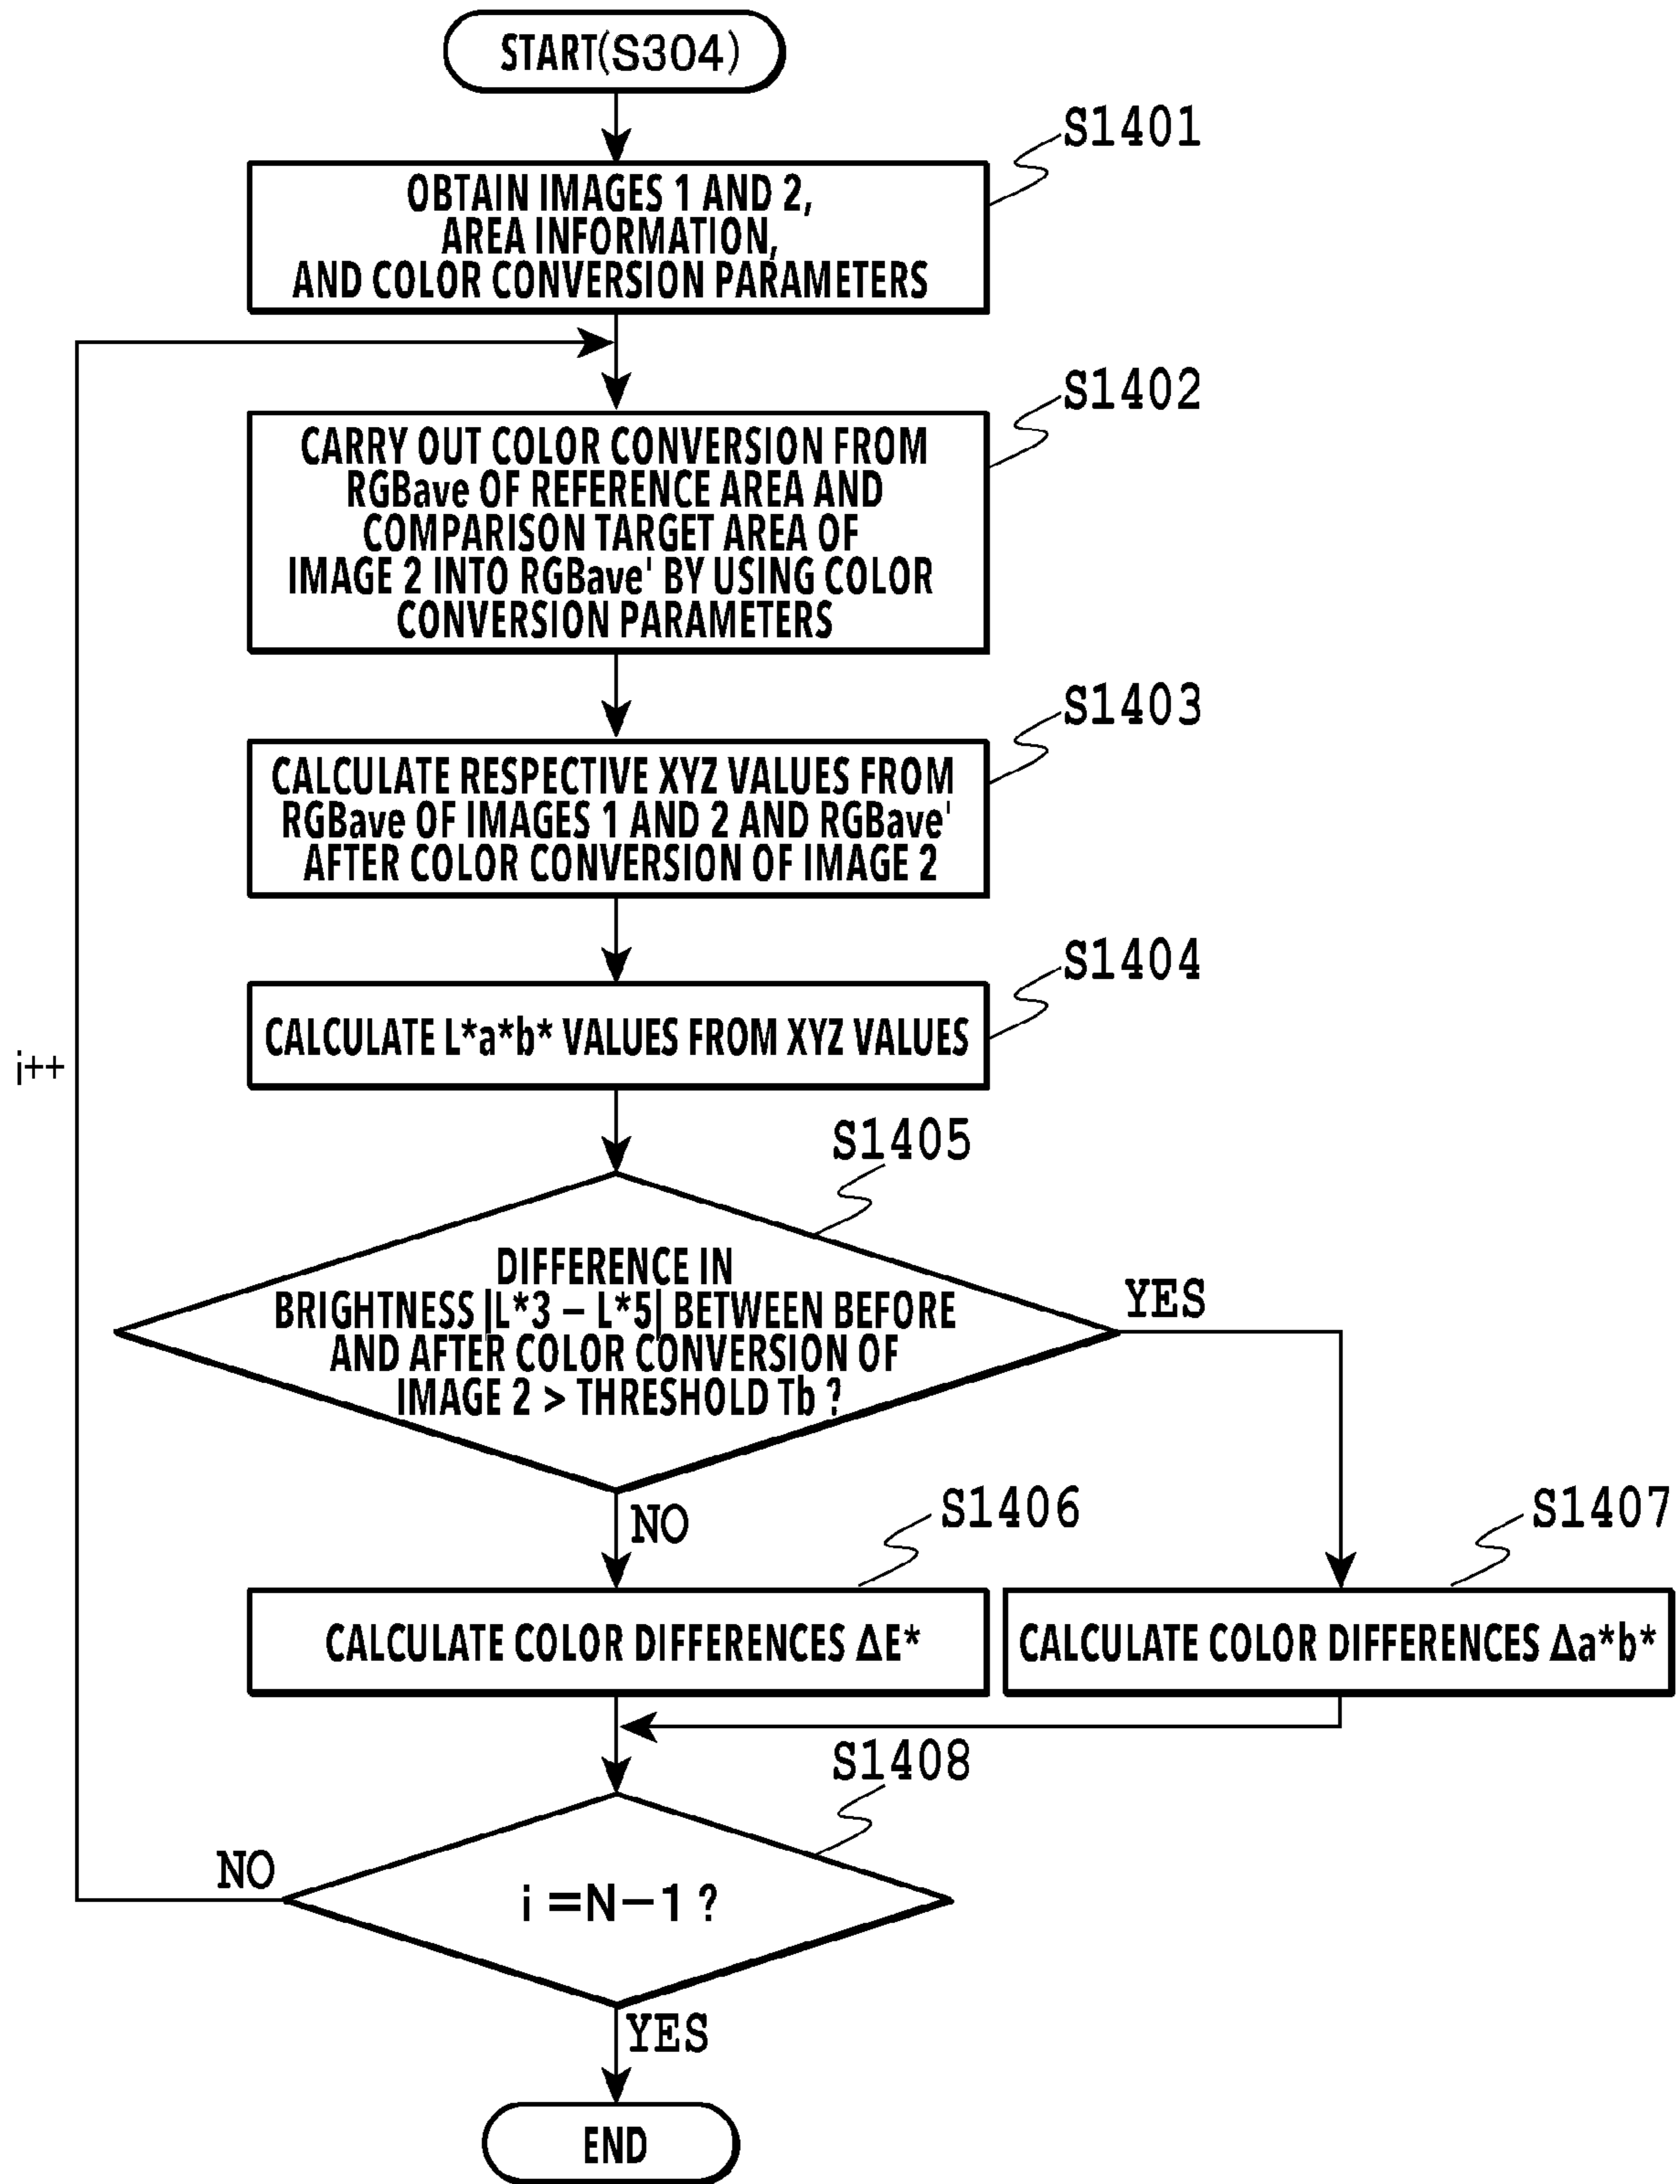 START(S304)
S1401
OBTAIN IMAGES 1 AND 2,
AREA INFORMATION,
AND COLOR CONVERSION PARAMETERS
S1402
CARRY OUT COLOR CONVERSION FROM
RGBave OF REFERENCE AREA AND
COMPARISON TARGET AREA OF
IMAGE 2 INTO RGBave' BY USING COLOR
CONVERSION PARAMETERS
S1403
CALCULATE RESPECTIVE XYZ VALUES FROM
RGBave OF IMAGES 1 AND 2 AND RGBave'
AFTER COLOR CONVERSION OF IMAGE 2
S1404
CALCULATE L*a*b* VALUES FROM XYZ VALUES
i++
S1405
DIFFERENCE IN
BRIGHTNESS |L*3 – L*5| BETWEEN BEFORE
AND AFTER COLOR CONVERSION OF
IMAGE 2 > THRESHOLD Tb ?
YES
NO
S1406
S1407
CALCULATE COLOR DIFFERENCES ΔE*
CALCULATE COLOR DIFFERENCES Δa*b*
S1408
NO
i =N−1 ?
YES
END